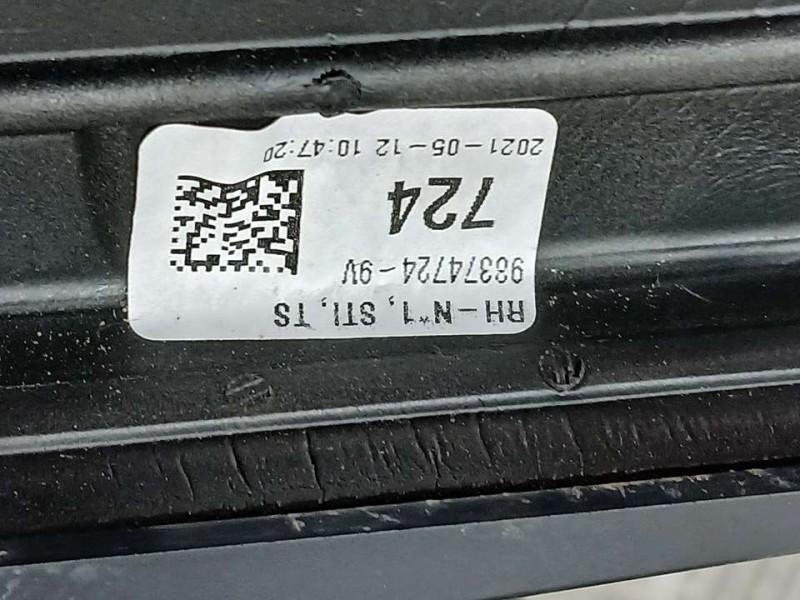 RH-N°1, STI, TS
98374724-9V
724
2021-05-12 10:47:20